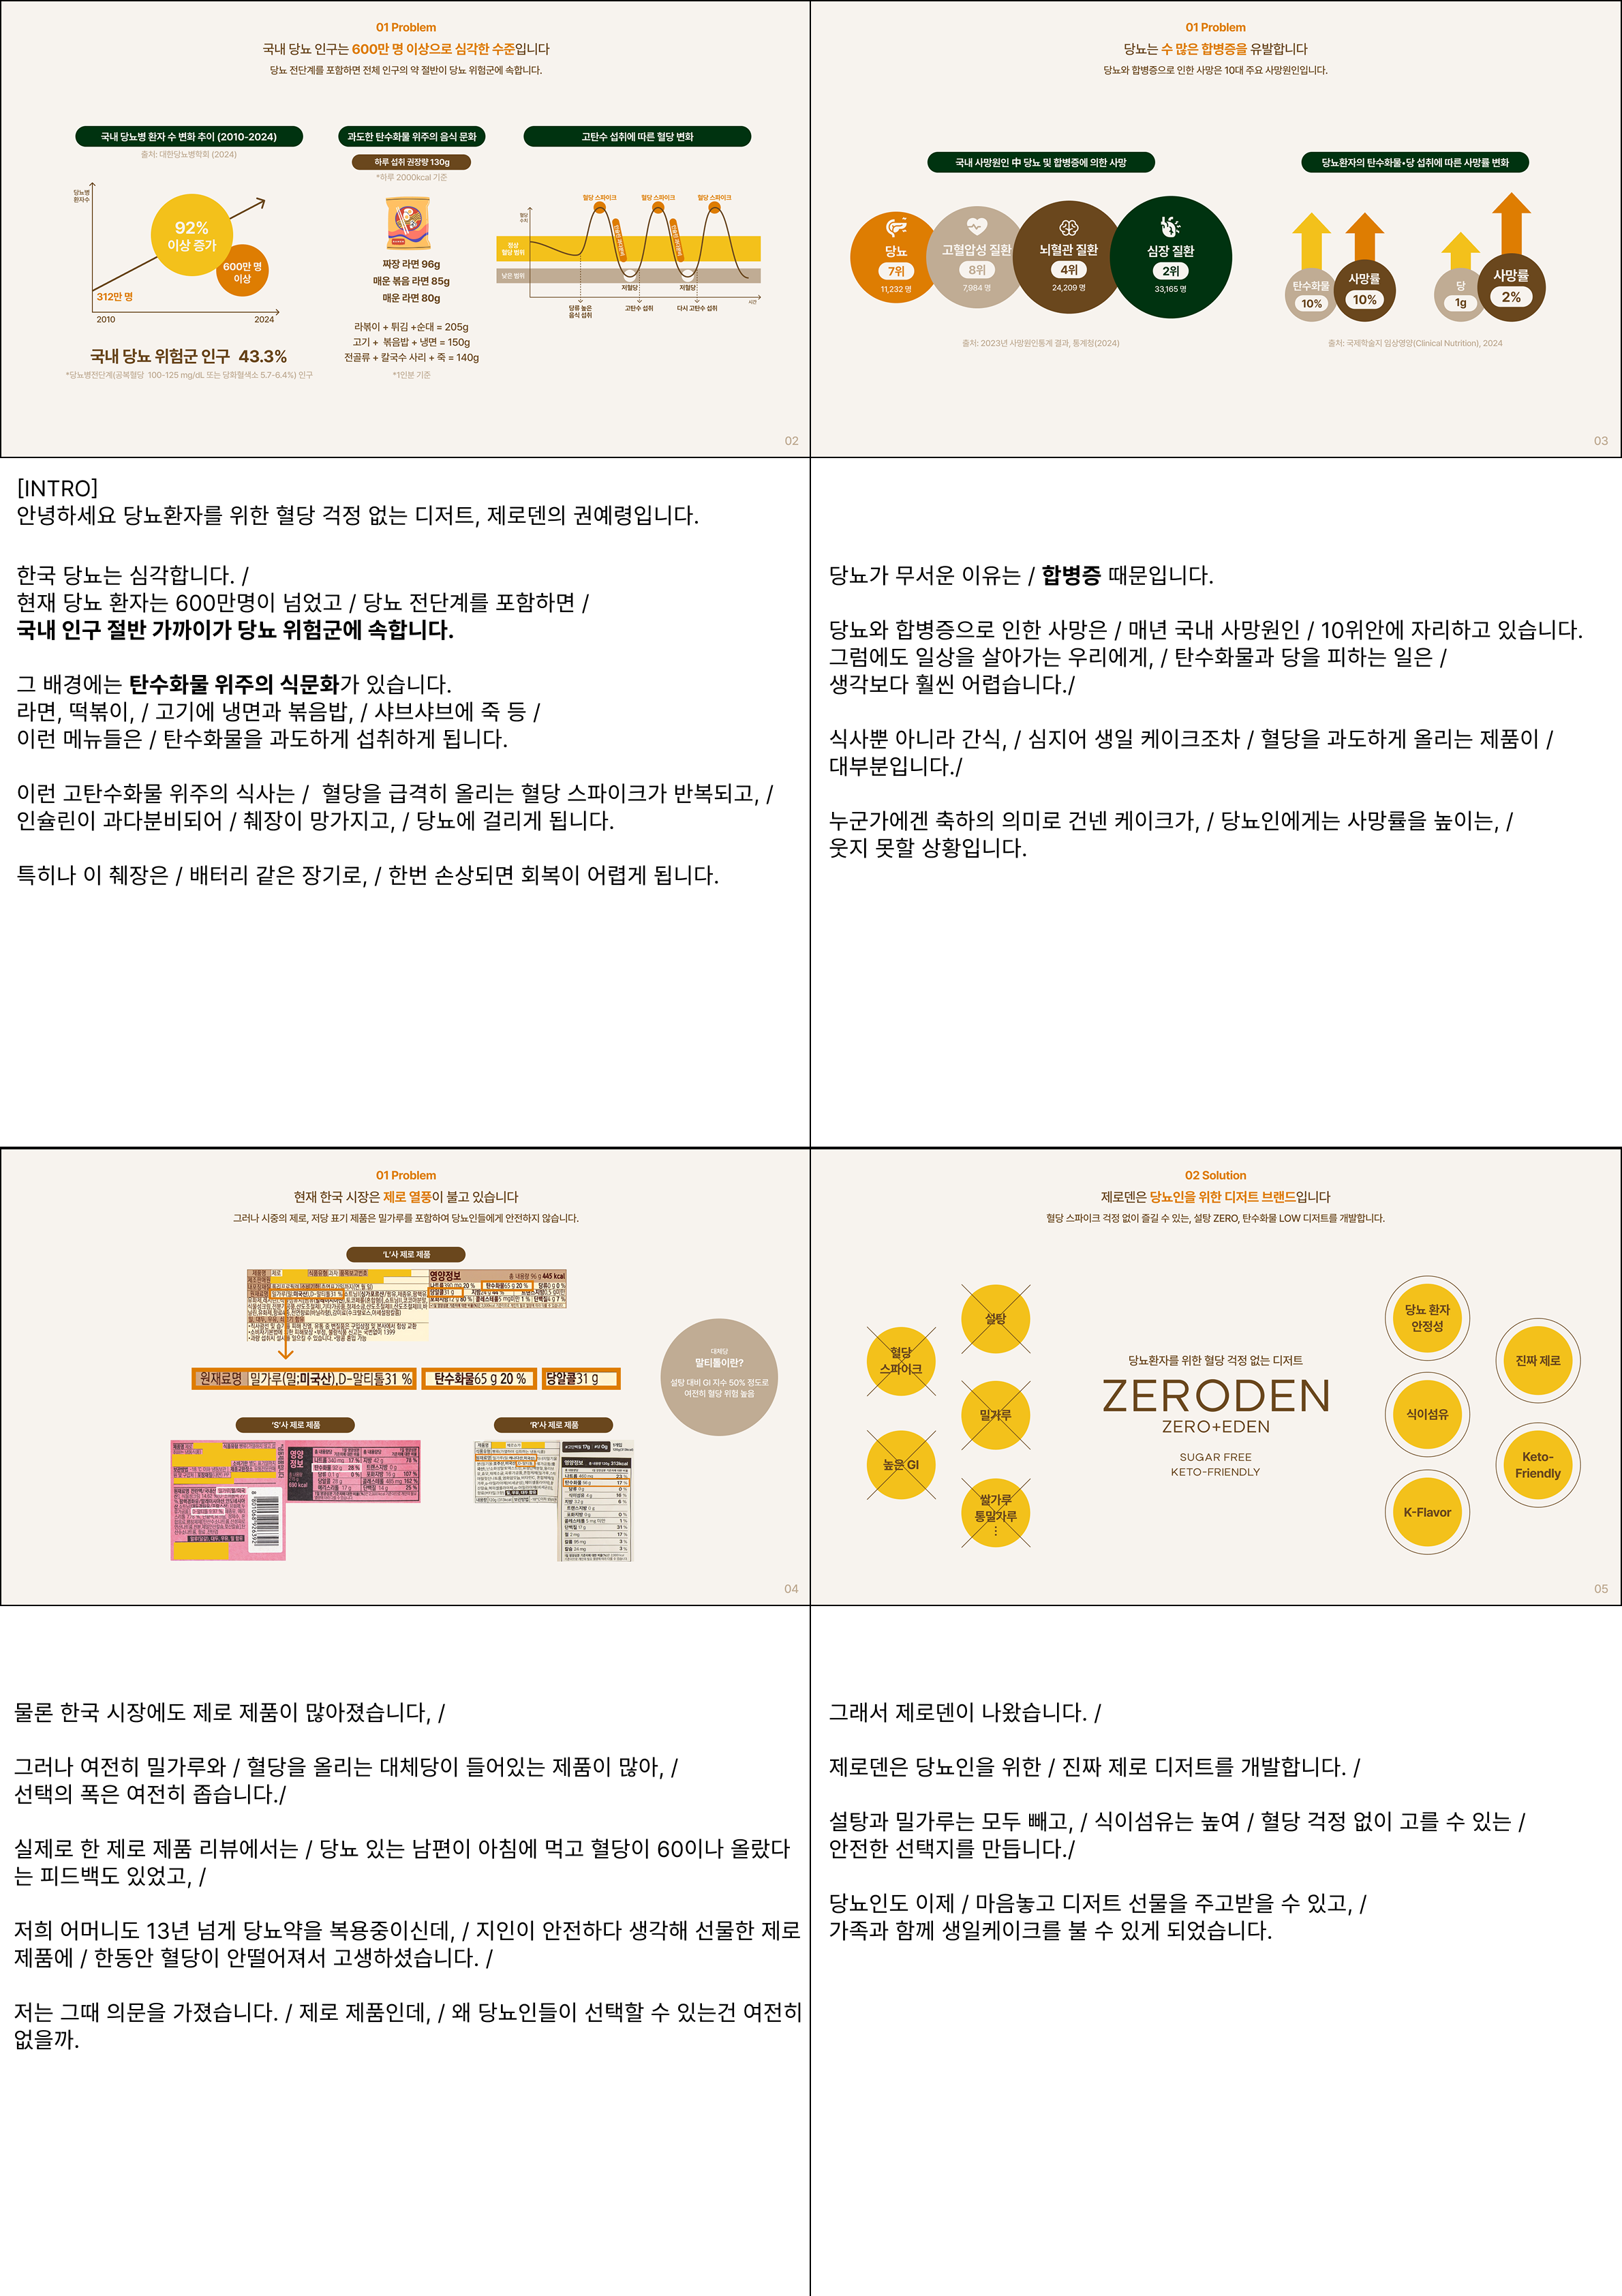 01 Problem
국내 당뇨 인구는 600만 명 이상으로 심각한 수준입니다
당뇨 전단계를 포함하면 전체 인구의 약 절반이 당뇨 위험군에 속합니다.
국내 당뇨병 환자 수 변화 추이 (2010-2024)
출처: 대한당뇨병학회 (2024)
당뇨병
환자수
92%
이상 증가
600만 명
이상
312만 명
2010
2024
국내 당뇨 위험군 인구 43.3%
*당뇨병전단계(공복혈당 100-125 mg/dL 또는 당화혈색소 5.7-6.4%) 인구
과도한 탄수화물 위주의 음식 문화
하루 섭취 권장량 130g
*하루 2000kcal 기준
짜장 라면 96g
매운 볶음 라면 85g
매운 라면 80g
라볶이 + 튀김 +순대 = 205g
고기 + 볶음밥 + 냉면 = 150g
전골류 + 칼국수 사리 + 죽 = 140g
*1인분 기준
고탄수 섭취에 따른 혈당 변화
혈당 스파이크
혈당 스파이크
혈당 스파이크
혈당
수치
정상
혈당 범위
낮은 범위
저혈당
저혈당
시간
당류 높은
음식 섭취
고탄수 섭취
다시 고탄수 섭취
02
01 Problem
당뇨는 수 많은 합병증을 유발합니다
당뇨와 합병증으로 인한 사망은 10대 주요 사망원인입니다.
국내 사망원인 中 당뇨 및 합병증에 의한 사망
당뇨
7위
11,232 명
고혈압성 질환
8위
7,984 명
뇌혈관 질환
4위
24,209 명
심장 질환
2위
33,165 명
출처: 2023년 사망원인통계 결과, 통계청(2024)
당뇨환자의 탄수화물•당 섭취에 따른 사망률 변화
탄수화물
10%
사망률
10%
당
1g
사망률
2%
출처: 국제학술지 임상영양(Clinical Nutrition), 2024
03
[INTRO]
안녕하세요 당뇨환자를 위한 혈당 걱정 없는 디저트, 제로덴의 권예령입니다.
한국 당뇨는 심각합니다. /
현재 당뇨 환자는 600만명이 넘었고 / 당뇨 전단계를 포함하면 /
국내 인구 절반 가까이가 당뇨 위험군에 속합니다.
그 배경에는 탄수화물 위주의 식문화가 있습니다.
라면, 떡볶이, / 고기에 냉면과 볶음밥, / 샤브샤브에 죽 등 /
이런 메뉴들은 / 탄수화물을 과도하게 섭취하게 됩니다.
이런 고탄수화물 위주의 식사는 / 혈당을 급격히 올리는 혈당 스파이크가 반복되고, /
인슐린이 과다분비되어 / 췌장이 망가지고, / 당뇨에 걸리게 됩니다.
특히나 이 췌장은 / 배터리 같은 장기로, / 한번 손상되면 회복이 어렵게 됩니다.
당뇨가 무서운 이유는 / 합병증 때문입니다.
당뇨와 합병증으로 인한 사망은 / 매년 국내 사망원인 / 10위안에 자리하고 있습니다.
그럼에도 일상을 살아가는 우리에게, / 탄수화물과 당을 피하는 일은 /
생각보다 훨씬 어렵습니다./
식사뿐 아니라 간식, / 심지어 생일 케이크조차 / 혈당을 과도하게 올리는 제품이 /
대부분입니다./
누군가에겐 축하의 의미로 건넨 케이크가, / 당뇨인에게는 사망률을 높이는, /
웃지 못할 상황입니다.
01 Problem
현재 한국 시장은 제로 열풍이 불고 있습니다
그러나 시중의 제로, 저당 표기 제품은 밀가루를 포함하여 당뇨인들에게 안전하지 않습니다.
'L'사 제로 제품
영양정보
총 내용량 96 g 445 kcal
원재료명 밀가루(밀:미국산),D-말티톨31 %
탄수화물65 g 20 %
당알콜31 g
대체당
말티톨이란?
설탕 대비 GI 지수 50% 정도로
여전히 혈당 위험 높음
'S'사 제로 제품
영양
정보
'R'사 제로 제품
영양정보
04
02 Solution
제로덴은 당뇨인을 위한 디저트 브랜드입니다
혈당 스파이크 걱정 없이 즐길 수 있는, 설탕 ZERO, 탄수화물 LOW 디저트를 개발합니다.
설탕
혈당
스파이크
밀가루
높은 GI
쌀가루
통밀가루
당뇨환자를 위한 혈당 걱정 없는 디저트
ZERODEN
ZERO+EDEN
SUGAR FREE
KETO-FRIENDLY
당뇨 환자
안정성
진짜 제로
식이섬유
Keto-
Friendly
K-Flavor
05
물론 한국 시장에도 제로 제품이 많아졌습니다, /
그러나 여전히 밀가루와 / 혈당을 올리는 대체당이 들어있는 제품이 많아, /
선택의 폭은 여전히 좁습니다./
실제로 한 제로 제품 리뷰에서는 / 당뇨 있는 남편이 아침에 먹고 혈당이 60이나 올랐다
는 피드백도 있었고, /
저희 어머니도 13년 넘게 당뇨약을 복용중이신데, / 지인이 안전하다 생각해 선물한 제로
제품에 / 한동안 혈당이 안떨어져서 고생하셨습니다. /
저는 그때 의문을 가졌습니다. / 제로 제품인데, / 왜 당뇨인들이 선택할 수 있는건 여전히
없을까.
그래서 제로덴이 나왔습니다. /
제로덴은 당뇨인을 위한 / 진짜 제로 디저트를 개발합니다. /
설탕과 밀가루는 모두 빼고, / 식이섬유는 높여 / 혈당 걱정 없이 고를 수 있는 /
안전한 선택지를 만듭니다./
당뇨인도 이제 / 마음놓고 디저트 선물을 주고받을 수 있고, /
가족과 함께 생일케이크를 불 수 있게 되었습니다.